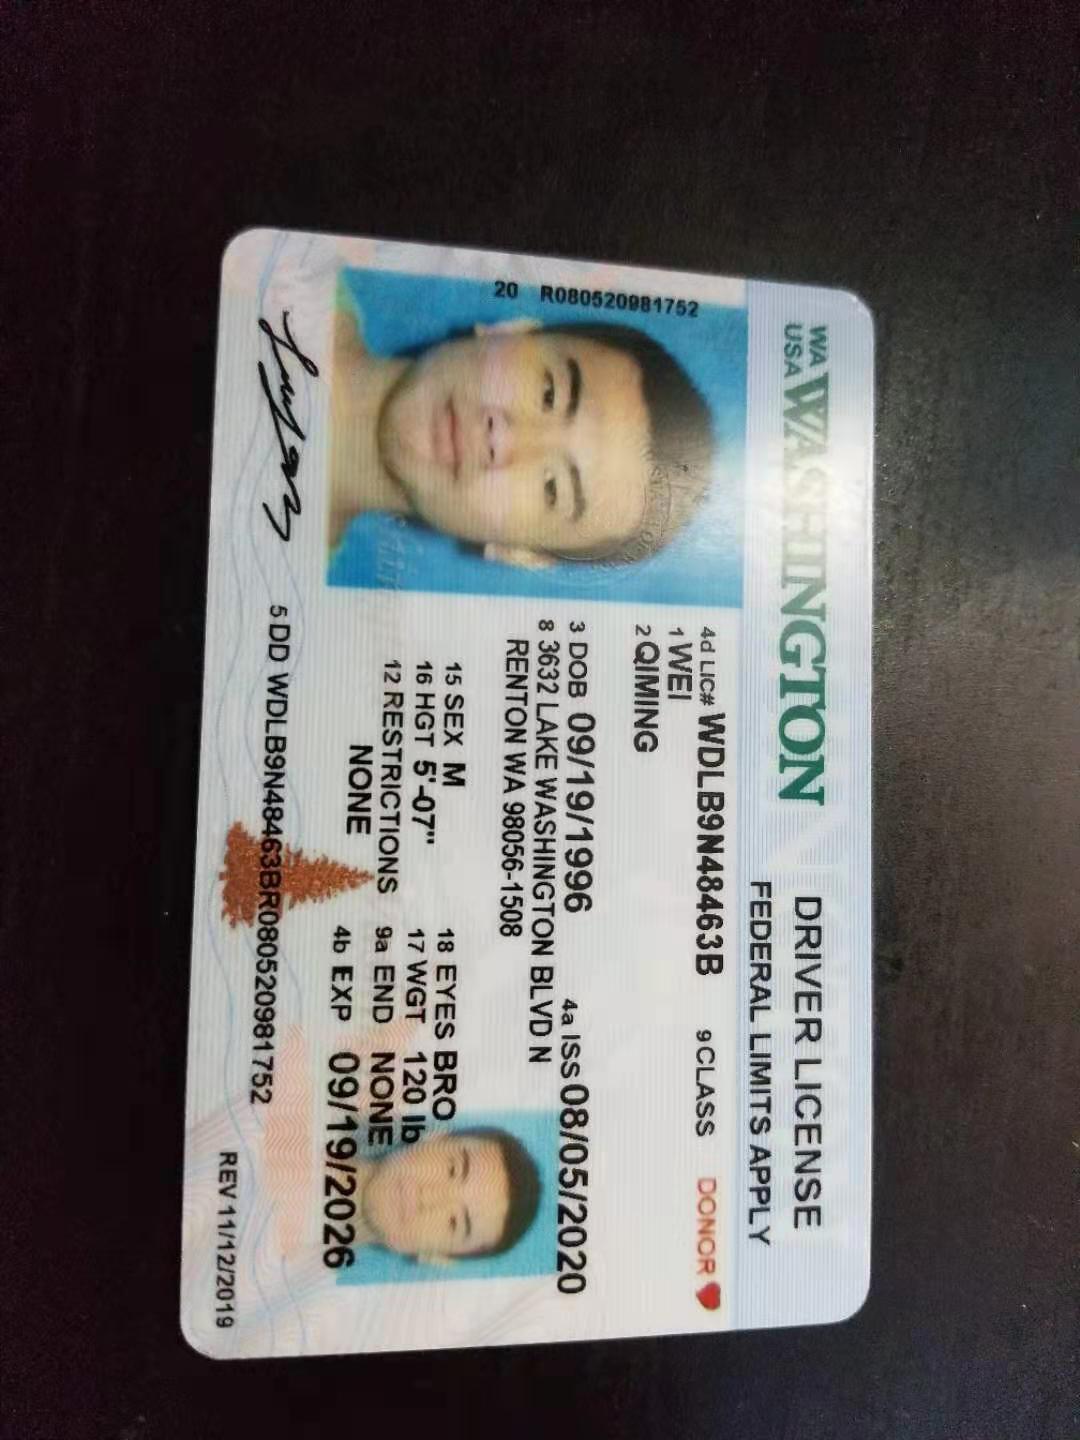 WA
USA
WASHINGTON
DRIVER LICENSE
FEDERAL LIMITS APPLY
20 R080520981752
4d LIC# WDLB9N48463B 9 CLASS DONOR
1 WEI
2 QIMING
3 DOB 09/19/1996 4a ISS 08/05/2020
8 3632 LAKE WASHINGTON BLVD N
RENTON WA 98056-1508
15 SEX M 18 EYES BRO
16 HGT 5'-07" 17 WGT 120 lb
12 RESTRICTIONS 9a END NONE
NONE 4b EXP 09/19/2026
5 DD WDLB9N48463BR080520981752
REV 11/12/2019